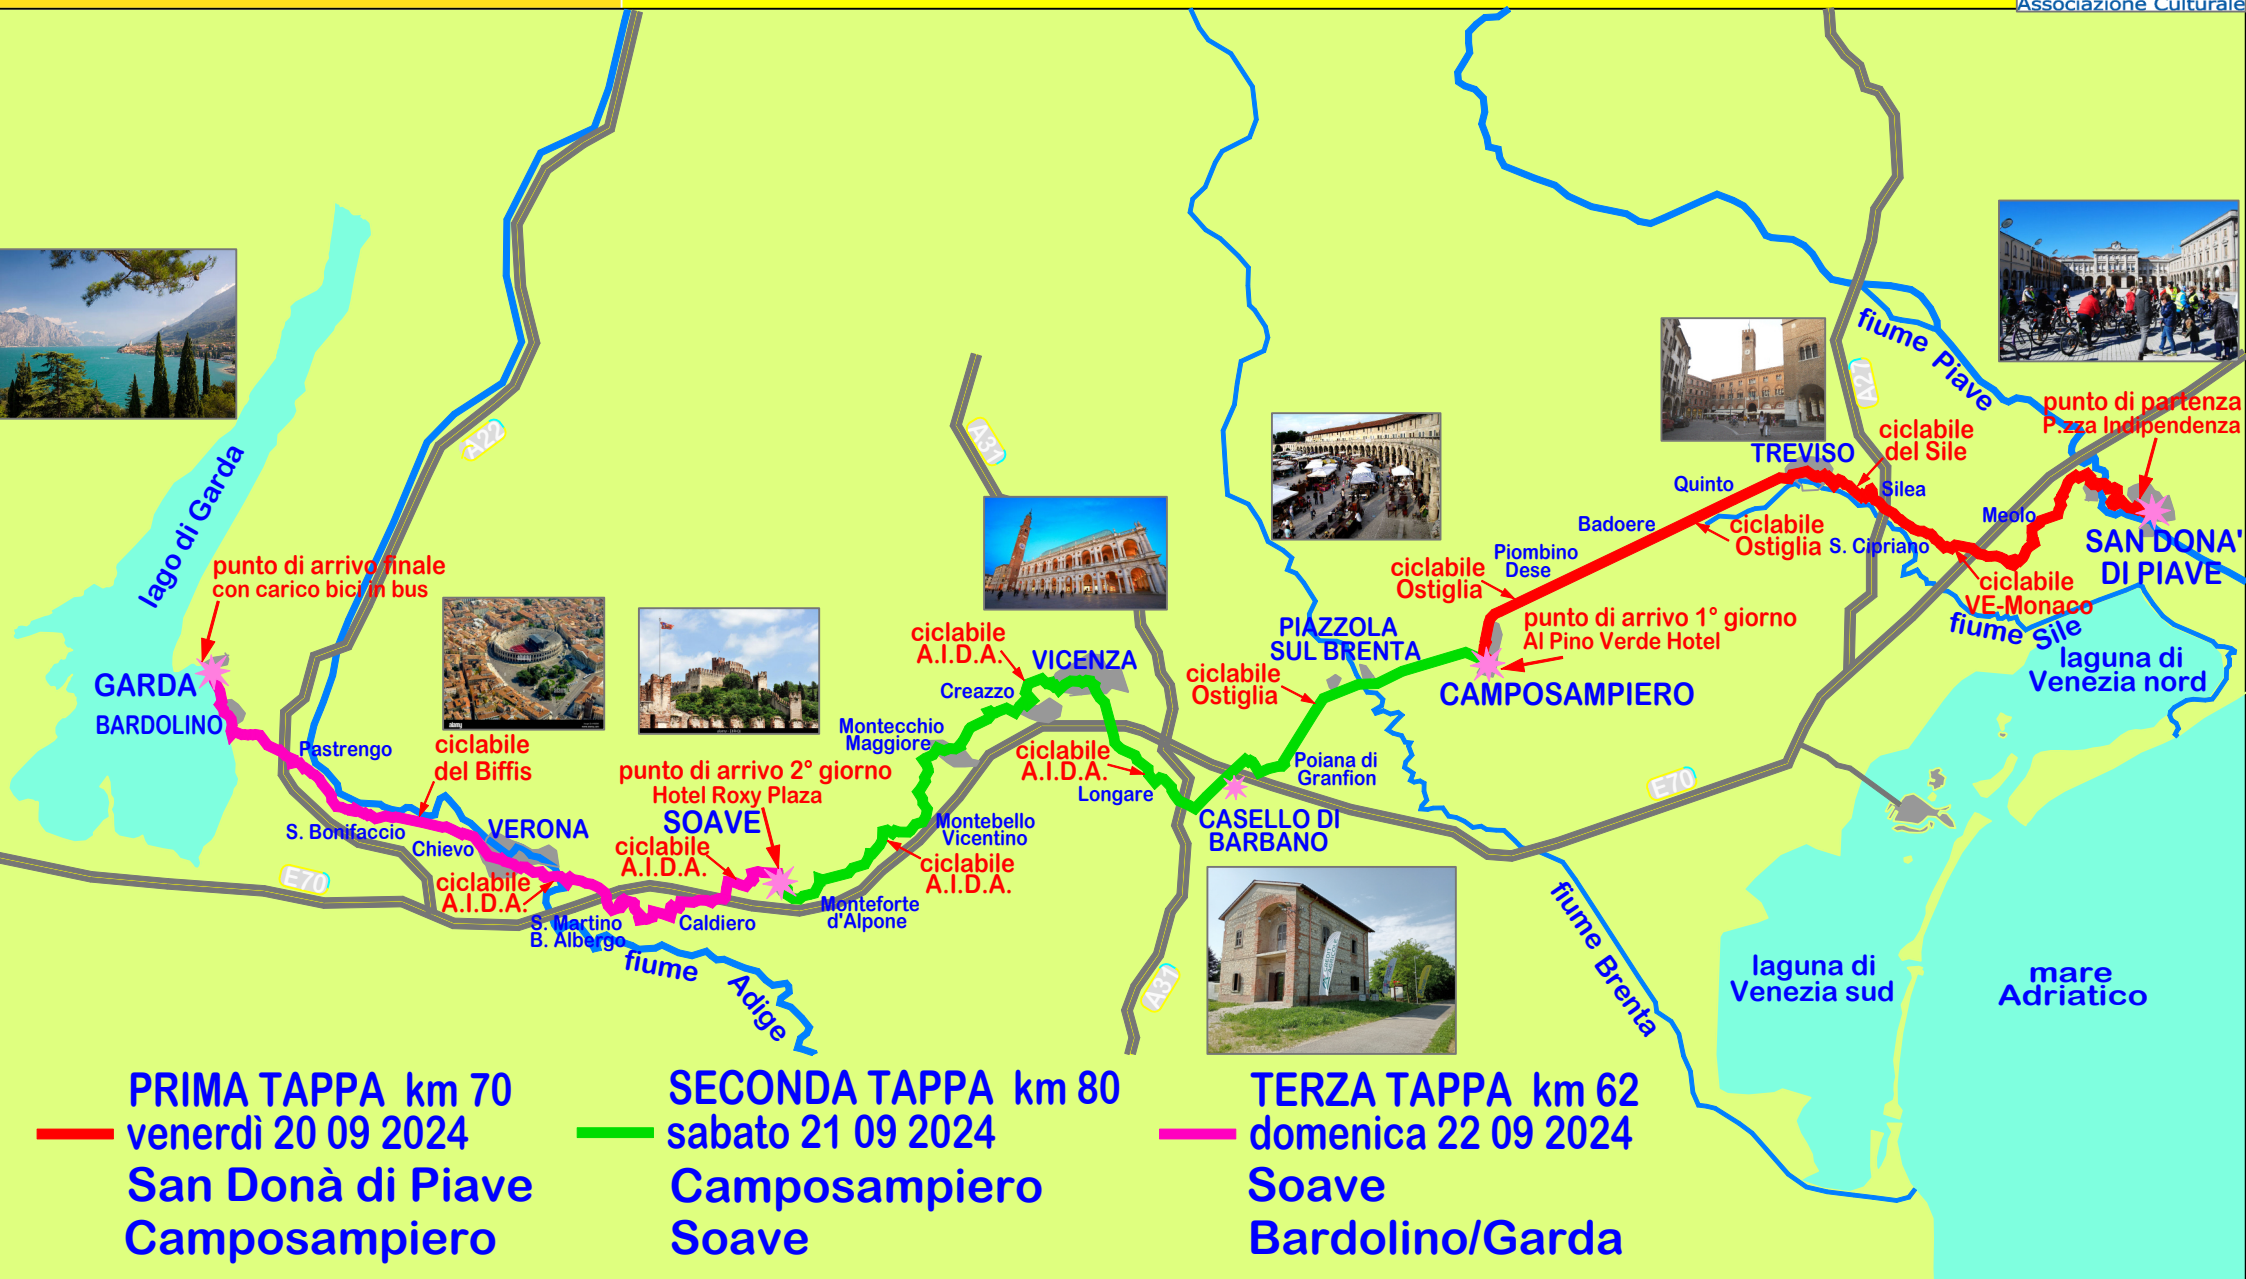 Associazione Culturale
fiume Piave
A27
punto di partenza
P.zza Indipendenza
ciclabile
del Sile
TREVISO
Quinto
Silea
Meolo
Badoere
ciclabile
Ostiglia
S. Cipriano
SAN DONA'
DI PIAVE
Piombino
Dese
ciclabile
Ostiglia
ciclabile
VE-Monaco
fiume Sile
punto di arrivo 1° giorno
Al Pino Verde Hotel
laguna di
Venezia nord
CAMPOSAMPIERO
PIAZZOLA
SUL BRENTA
ciclabile
Ostiglia
Poiana di
Granfion
E70
CASELLO DI
BARBANO
A22
A31
lago di Garda
punto di arrivo finale
con carico bici in bus
GARDA
BARDOLINO
Pastrengo
ciclabile
del Biffis
S. Bonifaccio
Chievo
VERONA
E70
ciclabile
A.I.D.A.
S. Martino
B. Albergo
Caldiero
ciclabile
A.I.D.A.
punto di arrivo 2° giorno
Hotel Roxy Plaza
SOAVE
Monteforte
d'Alpone
ciclabile
A.I.D.A.
Montebello
Vicentino
Montecchio
Maggiore
Creazzo
ciclabile
A.I.D.A.
VICENZA
ciclabile
A.I.D.A.
Longare
A31
fiume Adige
fiume Brenta
laguna di
Venezia sud
mare
Adriatico
PRIMA TAPPA km 70
venerdì 20 09 2024
San Donà di Piave
Camposampiero
SECONDA TAPPA km 80
sabato 21 09 2024
Camposampiero
Soave
TERZA TAPPA km 62
domenica 22 09 2024
Soave
Bardolino/Garda